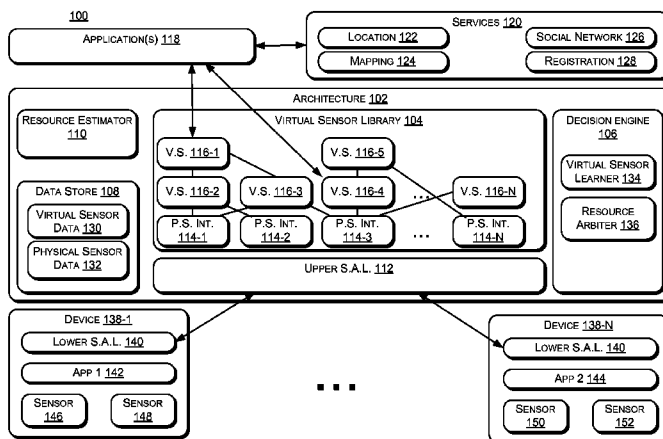 100
APPLICATION(S) 118
SERVICES 120
LOCATION 122
SOCIAL NETWORK 126
MAPPING 124
REGISTRATION 128
ARCHITECTURE 102
RESOURCE ESTIMATOR
110
VIRTUAL SENSOR LIBRARY 104
DECISION ENGINE
106
V.S. 116-1
V.S. 116-5
VIRTUAL SENSOR
LEARNER 134
DATA STORE 108
V.S. 116-2
V.S. 116-3
V.S. 116-4
...
V.S. 116-N
VIRTUAL SENSOR
DATA 130
RESOURCE
ARBITER 136
P.S. INT.
114-1
P.S. INT.
114-2
P.S. INT.
114-3
...
P.S. INT.
114-N
PHYSICAL SENSOR
DATA 132
UPPER S.A.L. 112
DEVICE 138-1
LOWER S.A.L. 140
APP 1 142
SENSOR
146
SENSOR
148
...
DEVICE 138-N
LOWER S.A.L. 140
APP 2 144
SENSOR
150
SENSOR
152